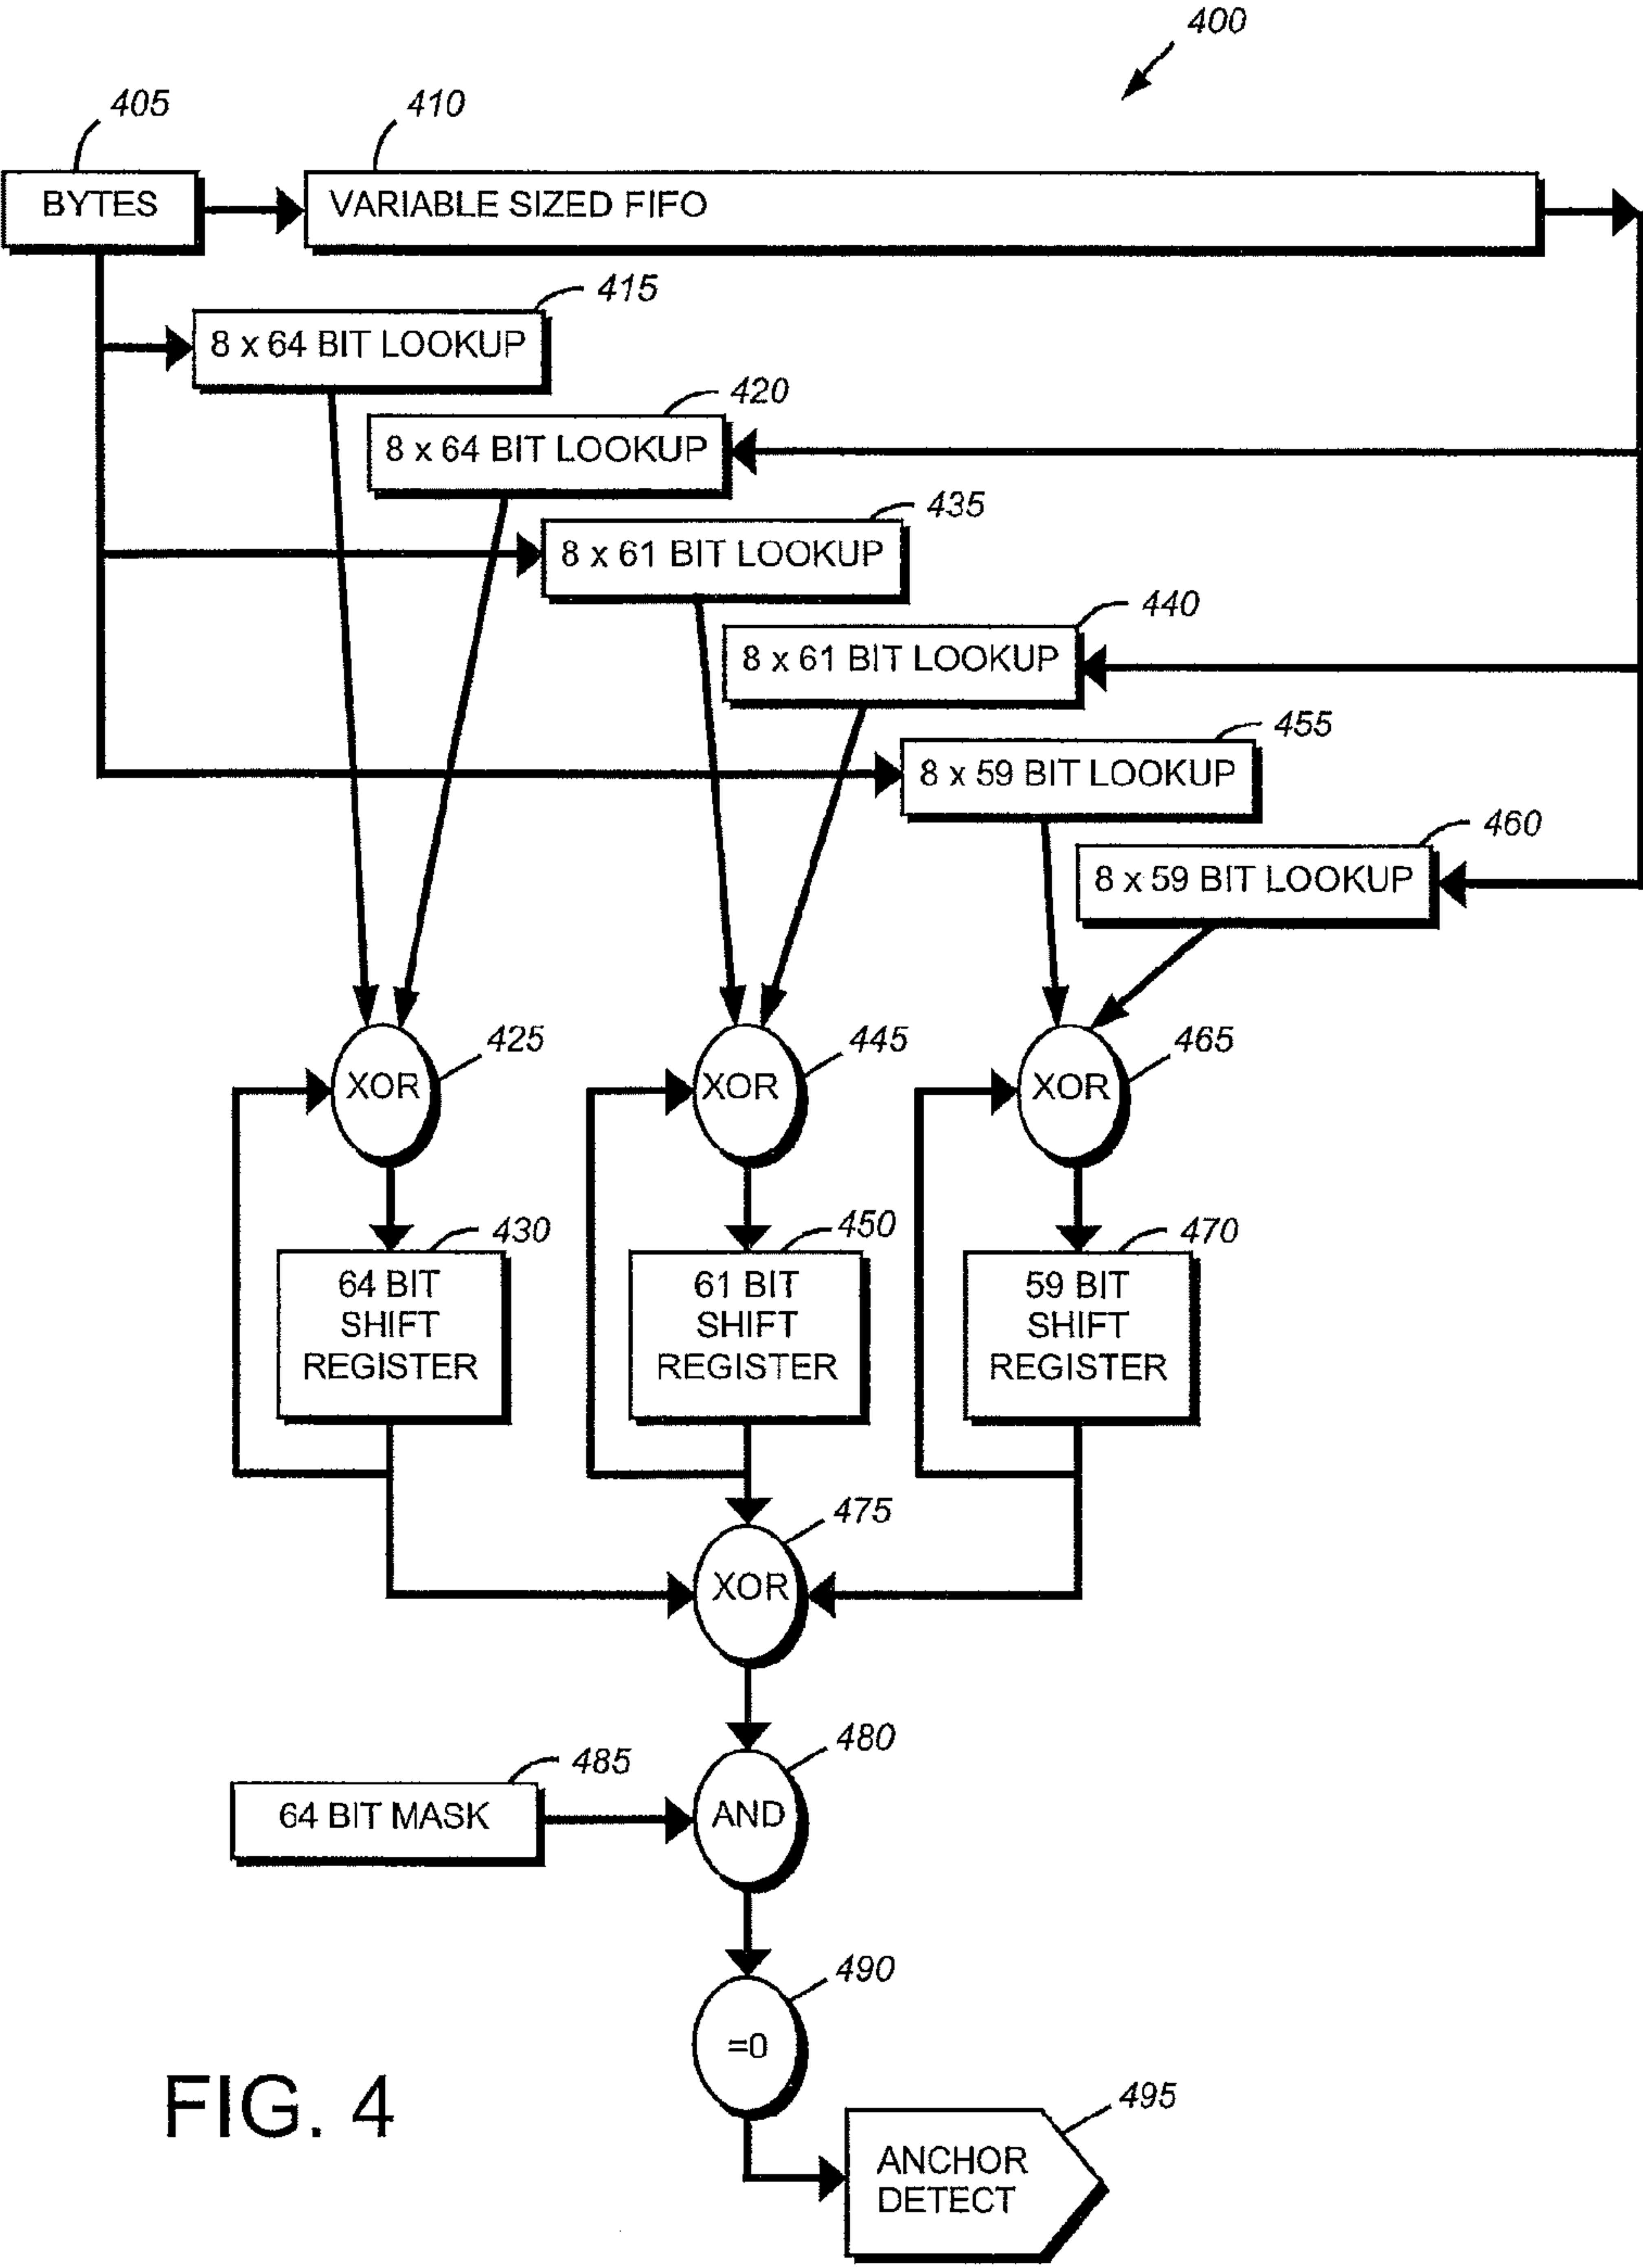 400
405
410
BYTES
VARIABLE SIZED FIFO
415
8 x 64 BIT LOOKUP
420
8 x 64 BIT LOOKUP
435
8 x 61 BIT LOOKUP
440
8 x 61 BIT LOOKUP
455
8 x 59 BIT LOOKUP
460
8 x 59 BIT LOOKUP
425
445
465
XOR
XOR
XOR
430
450
470
64 BIT
SHIFT
REGISTER
61 BIT
SHIFT
REGISTER
59 BIT
SHIFT
REGISTER
475
XOR
480
485
64 BIT MASK
AND
490
=0
495
ANCHOR
DETECT
FIG. 4